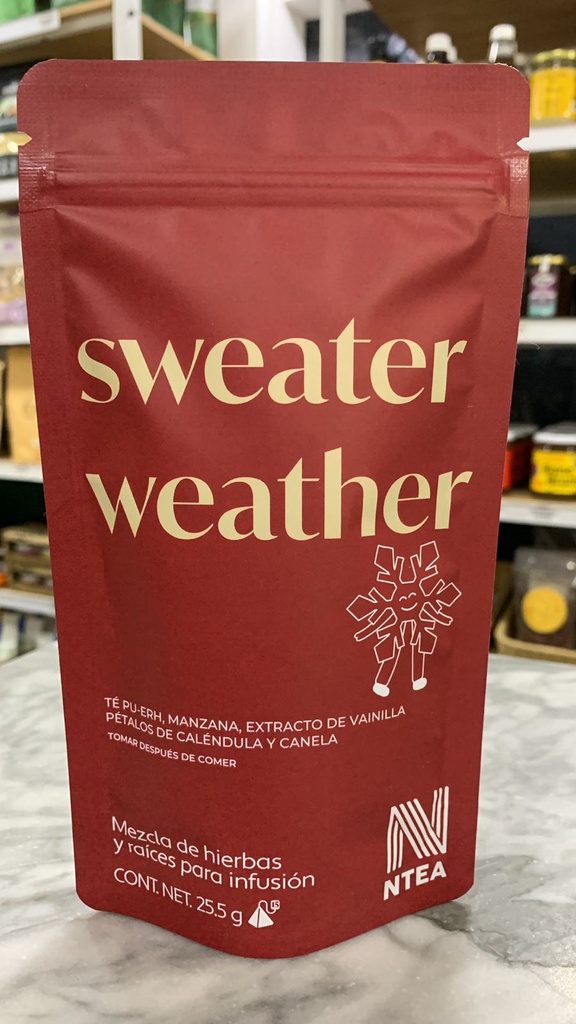 sweater
weather
TÉ PU-ERH, MANZANA, EXTRACTO DE VAINILLA
PÉTALOS DE CALÉNDULA Y CANELA
TOMAR DESPUÉS DE COMER
Mezcla de hierbas
y raíces para infusión
CONT. NET. 25.5 g
15
NTEA